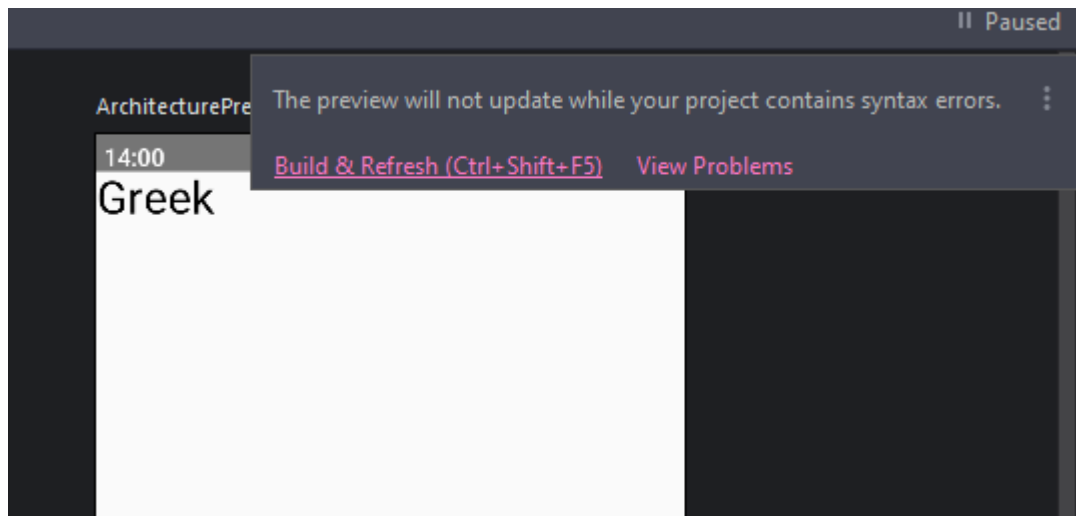 Paused
ArchitecturePre
The preview will not update while your project contains syntax errors.
Build & Refresh (Ctrl+Shift+F5) View Problems
14:00
Greek